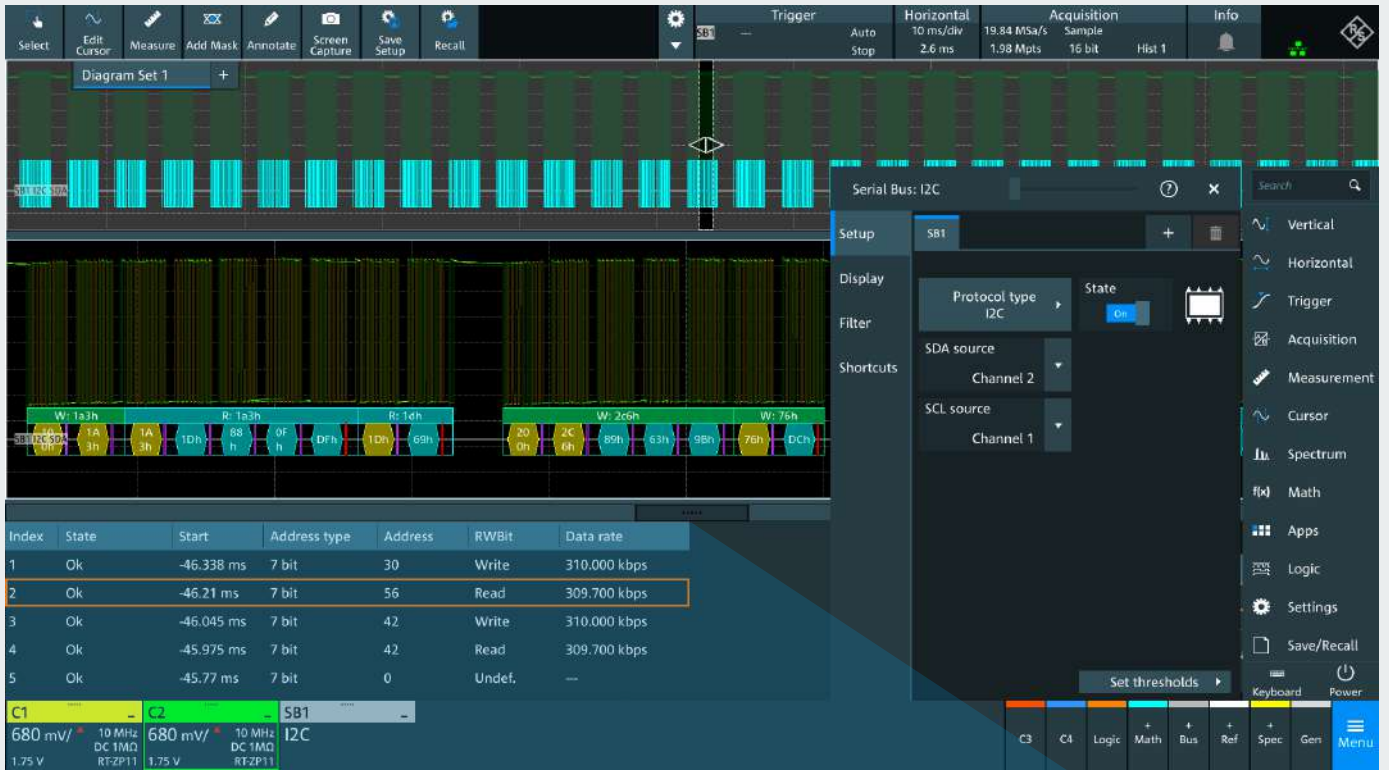 Select
Edit Cursor
Measure
Add Mask
Annotate
Screen Capture
Save Setup
Recall
SB1
Trigger
—
Auto
Stop
Horizontal
10 ms/div
2.6 ms
Acquisition
19.84 MSa/s Sample
1.98 Mpts 16 bit Hist 1
Info
Diagram Set 1 +
SB1 I2C SDA
W: 1a3h R: 1a3h R: 1dh W: 2c6h W: 76h
SB1 I2C SDA
1A 3h
1A 3h
1Dh
88 h
0F h
DFh
1Dh
69h
20 0h
2C 6h
89h
63h
9Bh
76h
DCh
Index State Start Address type Address RWBit Data rate
1 Ok -46.338 ms 7 bit 30 Write 310.000 kbps
2 Ok -46.21 ms 7 bit 56 Read 309.700 kbps
3 Ok -46.045 ms 7 bit 42 Write 310.000 kbps
4 Ok -45.975 ms 7 bit 42 Read 309.700 kbps
5 Ok -45.77 ms 7 bit 0 Undef. ---
Serial Bus: I2C
Setup
Display
Filter
Shortcuts
SB1 +
Protocol type
I2C
State
On
SDA source
Channel 2
SCL source
Channel 1
Set thresholds
Search
Vertical
Horizontal
Trigger
Acquisition
Measurement
Cursor
Spectrum
f(x) Math
Apps
Logic
Settings
Save/Recall
Keyboard Power
C1
680 mV/ 10 MHz
DC 1MΩ
1.75 V RT-ZP11
C2
680 mV/ 10 MHz
DC 1MΩ
1.75 V RT-ZP11
SB1
I2C
C3
C4
Logic
+ Math
+ Bus
+ Ref
+ Spec
Gen
Menu